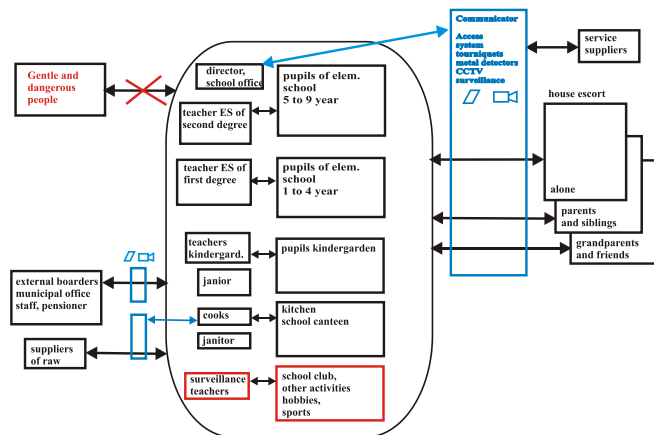 Communicator
Access
system
tourniquets
metal detectors
CCTV
surveillance
service
suppliers
Gentle and
dangerous
people
director,
school office
pupils of elem.
school
5 to 9 year
teacher ES of
second degree
house escort
teacher ES of
first degree
pupils of elem.
school
1 to 4 year
alone
parents
and siblings
grandparents
and friends
teachers
kindergard.
pupils kindergarden
janior
external boarders
municipal office
staff, pensioner
cooks
kitchen
school canteen
janitor
suppliers
of raw
surveillance
teachers
school club,
other activities
hobbies,
sports